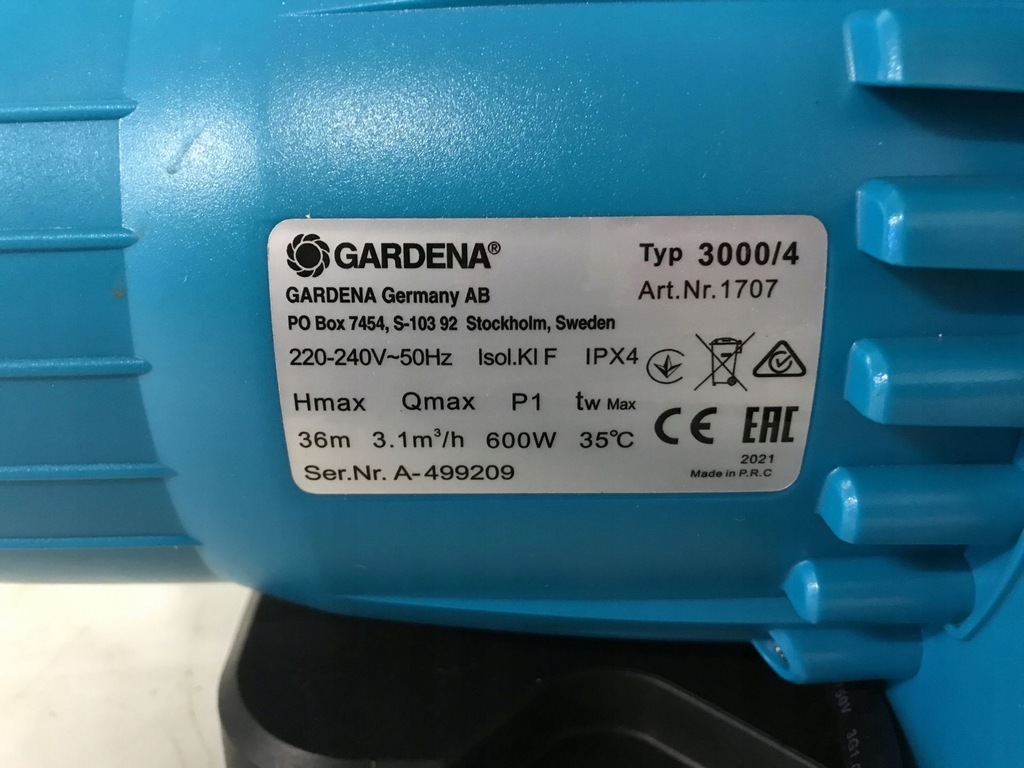 GARDENA®
Typ 3000/4
GARDENA Germany AB
Art.Nr.1707
PO Box 7454, S-103 92 Stockholm, Sweden
220-240V~50Hz Isol.Kl F IPX4
Hmax Qmax P1 tw Max
36m 3.1m³/h 600W 35°C
CE EAC
Ser.Nr. A-499209
2021
Made in P.R.C
3G1